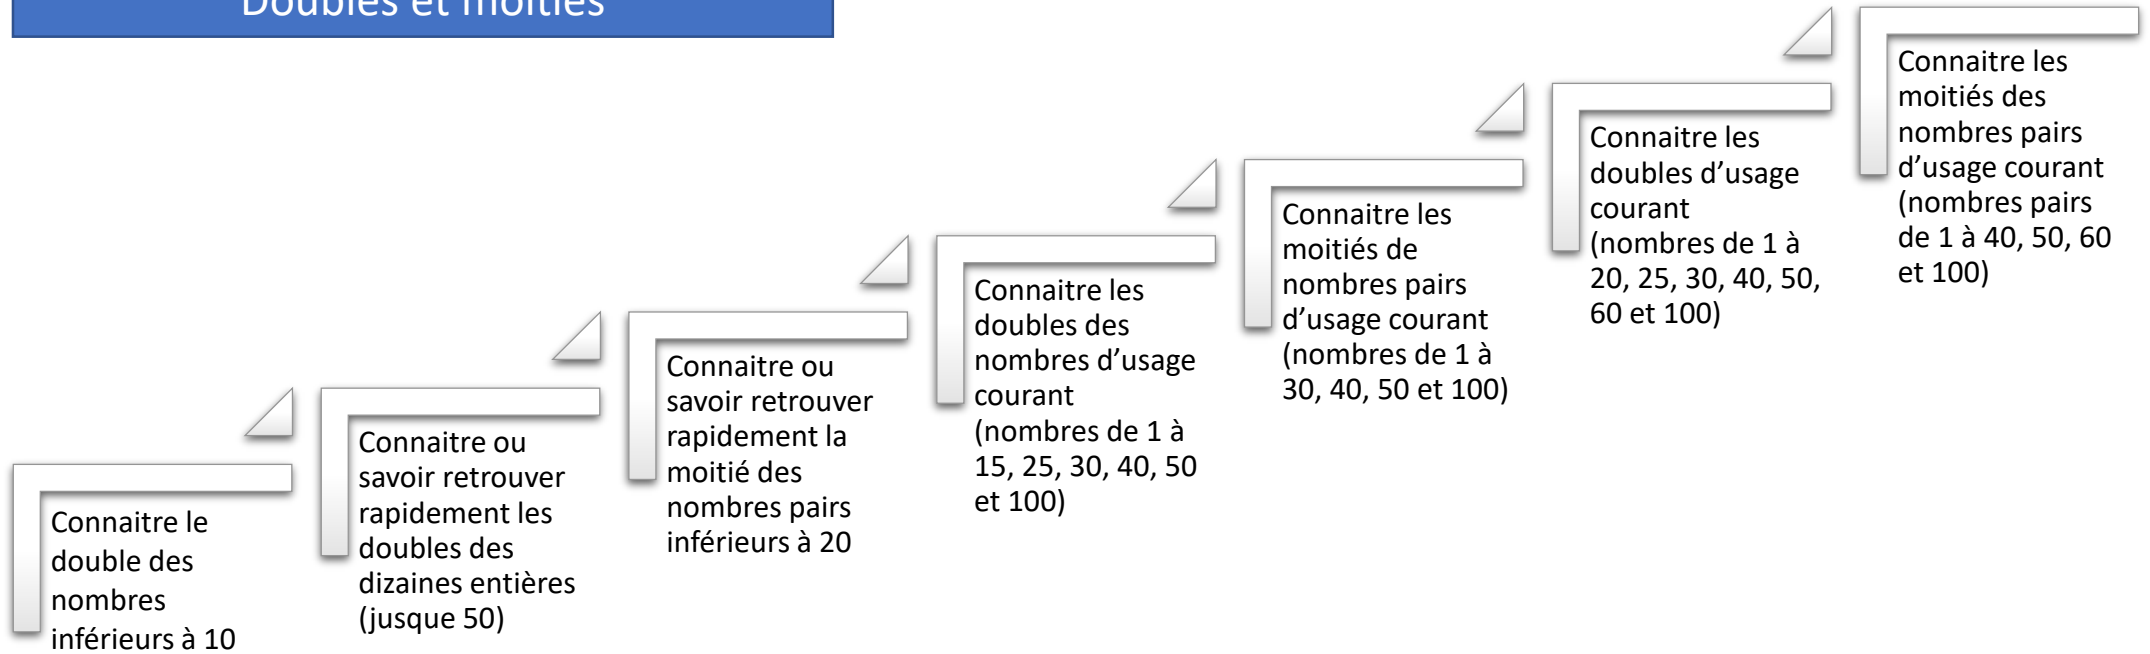 Doubles et moitiés
Connaitre le
double des
nombres
inférieurs à 10
Connaitre ou
savoir retrouver
rapidement les
doubles des
dizaines entières
(jusque 50)
Connaitre ou
savoir retrouver
rapidement la
moitié des
nombres pairs
inférieurs à 20
Connaitre les
doubles des
nombres d’usage
courant
(nombres de 1 à
15, 25, 30, 40, 50
et 100)
Connaitre les
moitiés de
nombres pairs
d’usage courant
(nombres de 1 à
30, 40, 50 et 100)
Connaitre les
doubles d’usage
courant
(nombres de 1 à
20, 25, 30, 40, 50,
60 et 100)
Connaitre les
moitiés des
nombres pairs
d’usage courant
(nombres pairs
de 1 à 40, 50, 60
et 100)